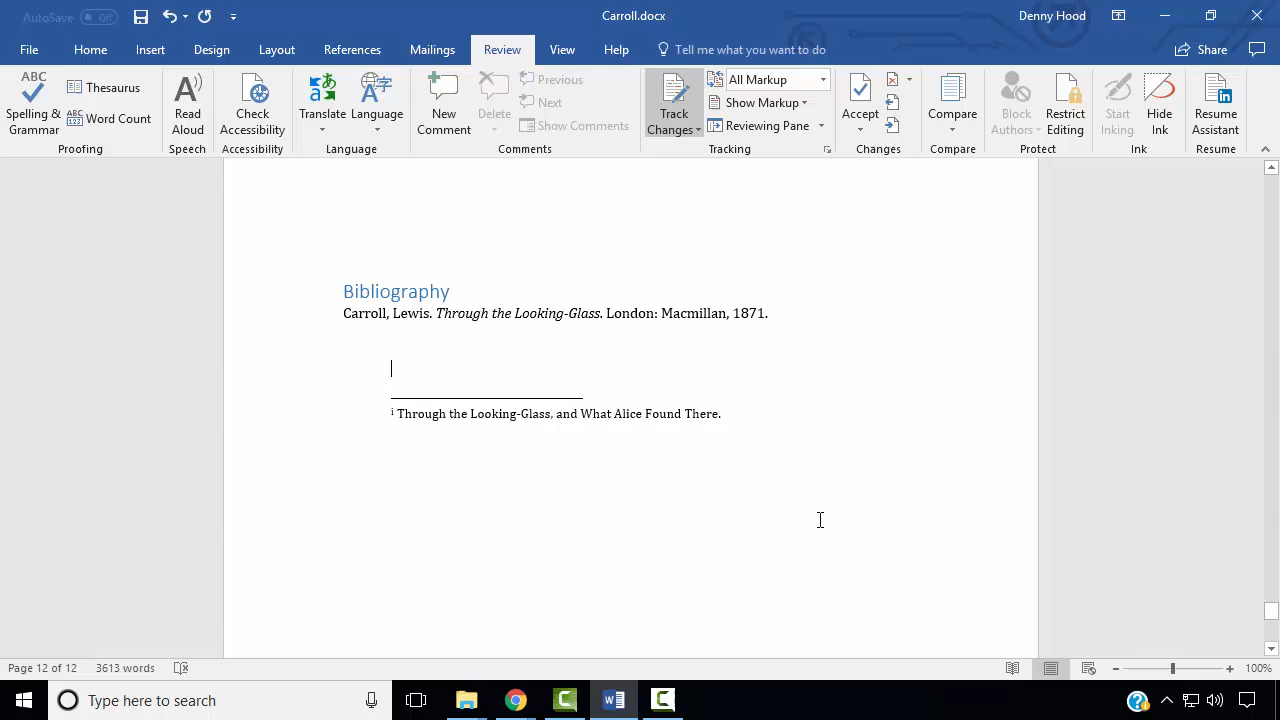 AutoSave Off
Carroll.docx
Denny Hood
File Home Insert Design Layout References Mailings Review View Help Tell me what you want to do Share
ABC
Spelling & Grammar
Thesaurus
ABC 123 Word Count
Proofing
A
Read Aloud
Speech
Check Accessibility
Accessibility
Translate
Language
Language
New Comment
Delete
Previous
Next
Show Comments
Comments
Track Changes
All Markup
Show Markup
Reviewing Pane
Tracking
Accept
Changes
Compare
Compare
Block Authors
Restrict Editing
Protect
Start Inking
Hide Ink
Ink
Resume Assistant
Resume
Bibliography
Carroll, Lewis. Through the Looking-Glass. London: Macmillan, 1871.
i Through the Looking-Glass, and What Alice Found There.
Page 12 of 12 3613 words 100%
Type here to search